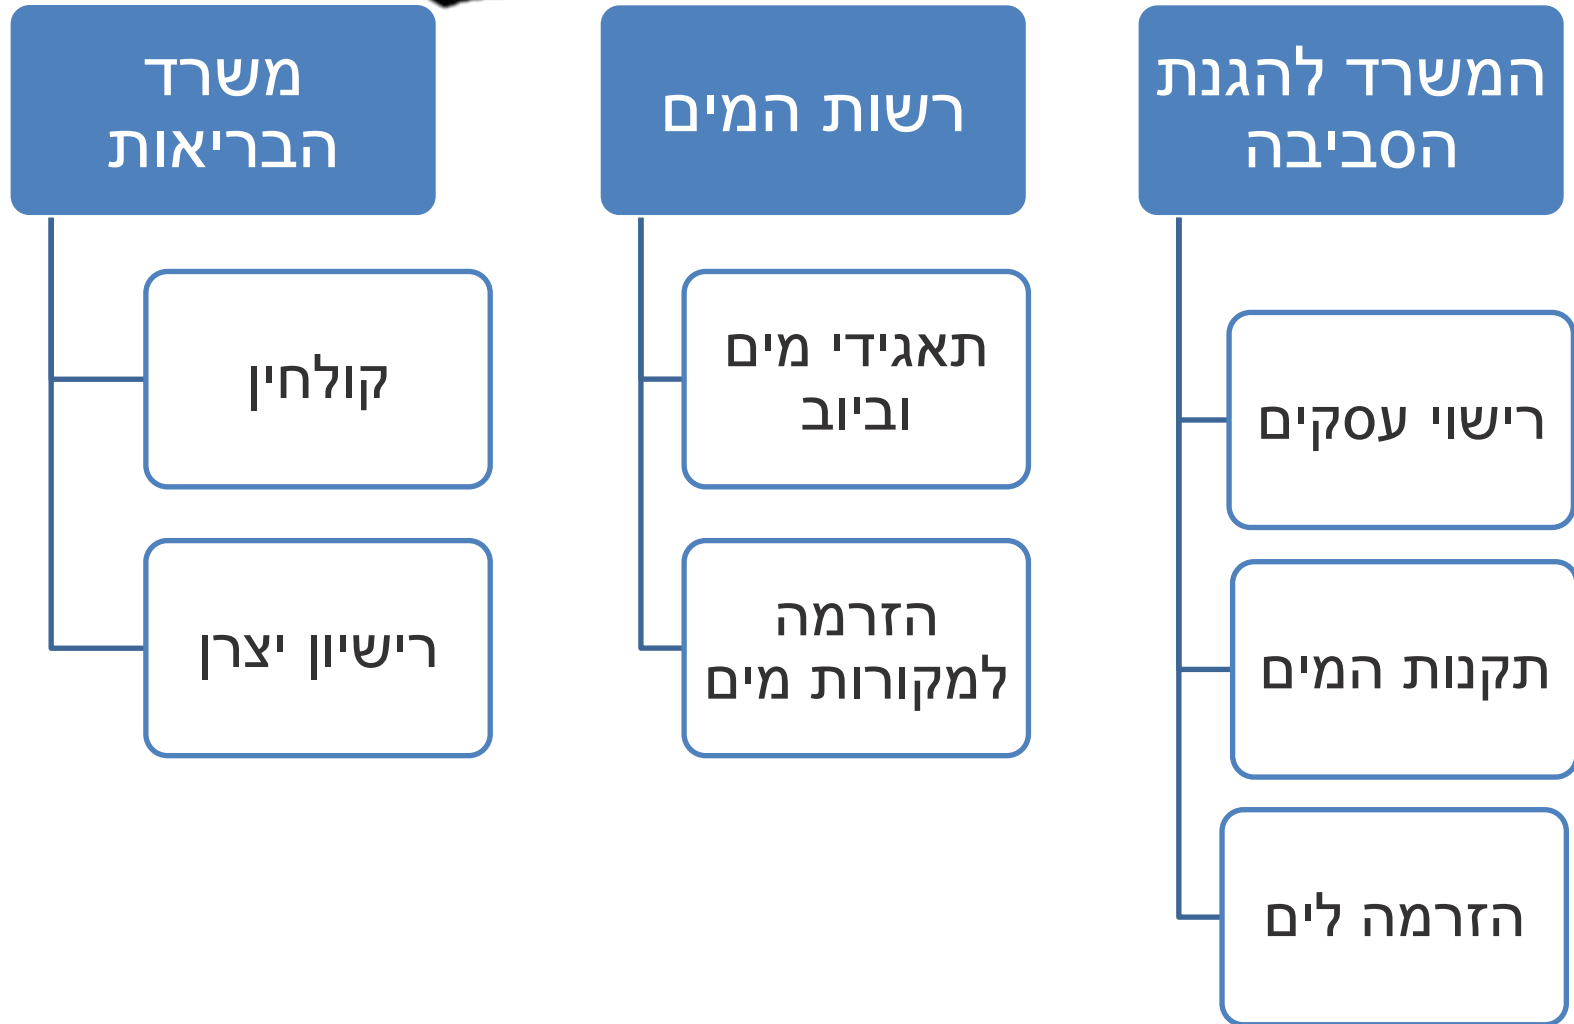 המשרד להגנת
הסביבה
רישוי עסקים
תקנות המים
הזרמה לים
רשות המים
תאגידי מים
וביוב
הזרמה
למקורות מים
משרד
הבריאות
קולחין
רישיון יצרן